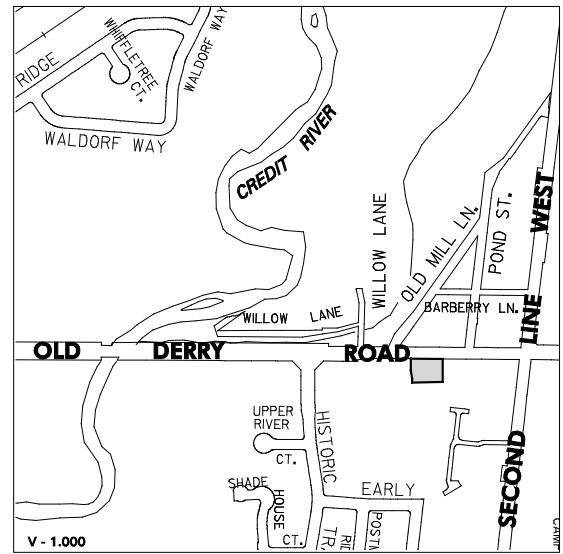 WHIFFLETREE
CT.
WALDORF WAY
RIDGE
WALDORF WAY
CREDIT RIVER
WILLOW LANE
OLD MILL LN.
POND ST.
WEST
BARBERRY LN.
WILLOW LANE
LINE
OLD DERRY ROAD
UPPER
RIVER
CT.
HISTORIC
SHADE
HOUSE
CT.
EARLY
SECOND
TR.
V - 1.000